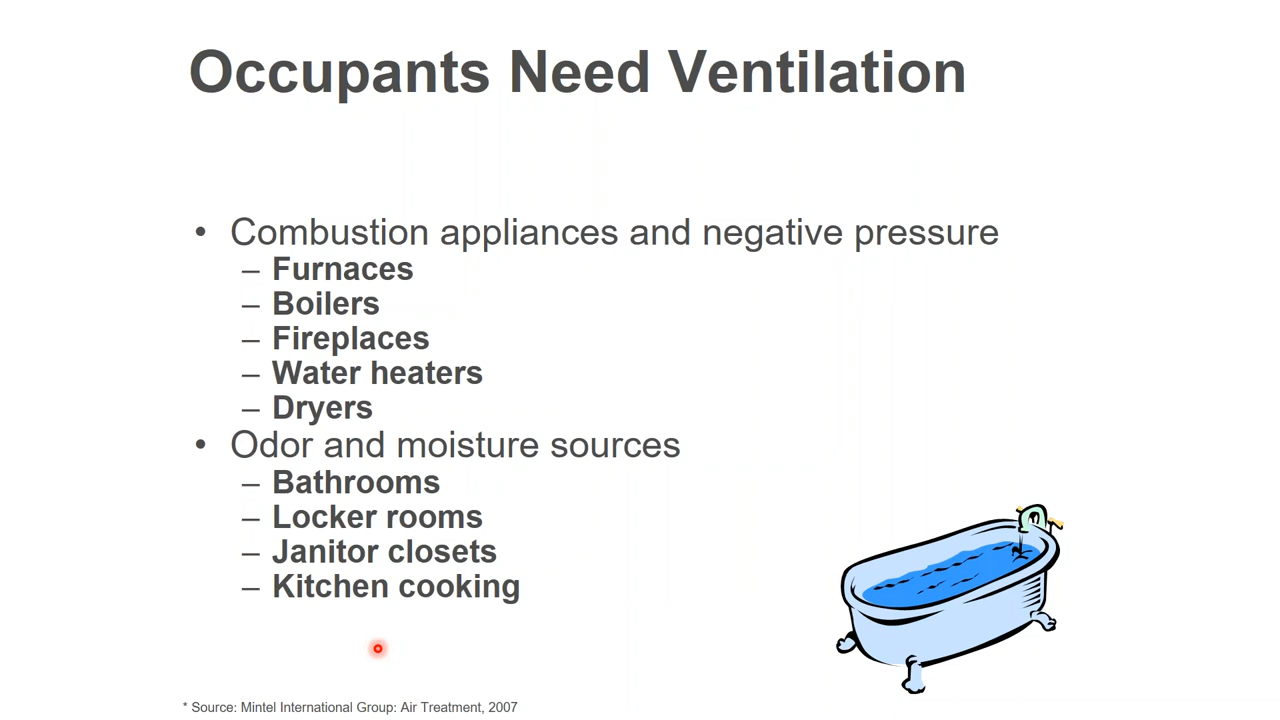 Occupants Need Ventilation
• Combustion appliances and negative pressure
– Furnaces
– Boilers
– Fireplaces
– Water heaters
– Dryers
• Odor and moisture sources
– Bathrooms
– Locker rooms
– Janitor closets
– Kitchen cooking
* Source: Mintel International Group: Air Treatment, 2007